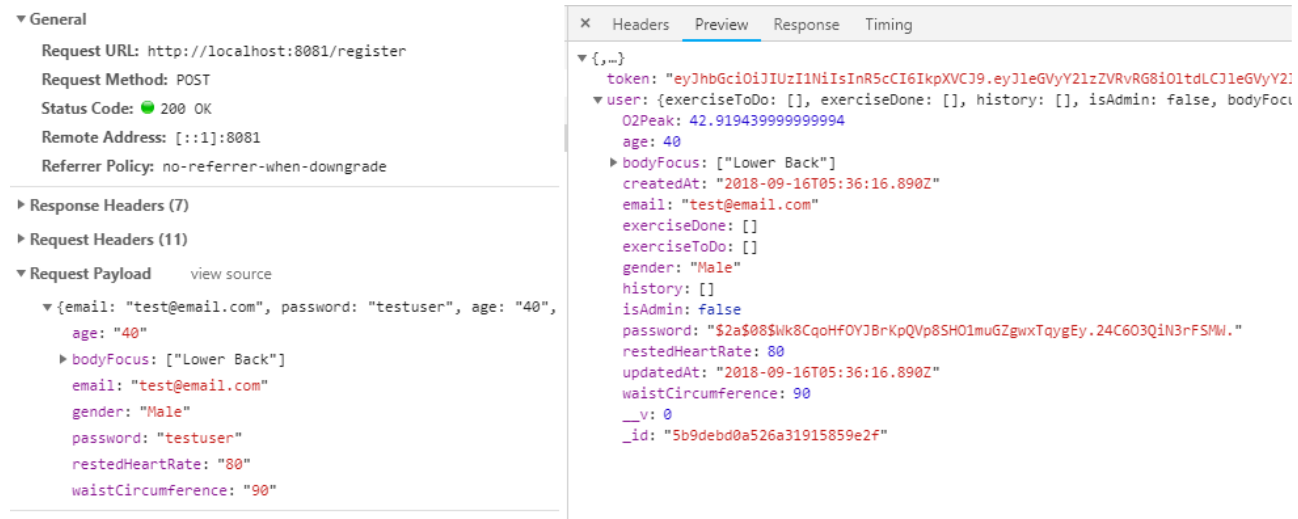 General
Request URL: http://localhost:8081/register
Request Method: POST
Status Code: 200 OK
Remote Address: [::1]:8081
Referrer Policy: no-referrer-when-downgrade
Response Headers (7)
Request Headers (11)
Request Payload view source
{email: "test@email.com", password: "testuser", age: "40",
age: "40"
bodyFocus: ["Lower Back"]
email: "test@email.com"
gender: "Male"
password: "testuser"
restedHeartRate: "80"
waistCircumference: "90"
× Headers Preview Response Timing
{,…}
token: "eyJhbGciOiJIUzI1NiIsInR5cCI6IkpXVCJ9.eyJleGVyY2lzZVRvRG8iOltdLCJleGVyY2l
user: {exerciseToDo: [], exerciseDone: [], history: [], isAdmin: false, bodyFocu
O2Peak: 42.919439999999994
age: 40
bodyFocus: ["Lower Back"]
createdAt: "2018-09-16T05:36:16.890Z"
email: "test@email.com"
exerciseDone: []
exerciseToDo: []
gender: "Male"
history: []
isAdmin: false
password: "$2a$08$Wk8CqoHfOYJBrKpQVp8SHO1muGZgwxTqygEy.24C6O3QiN3rFSMW."
restedHeartRate: 80
updatedAt: "2018-09-16T05:36:16.890Z"
waistCircumference: 90
__v: 0
_id: "5b9debd0a526a31915859e2f"